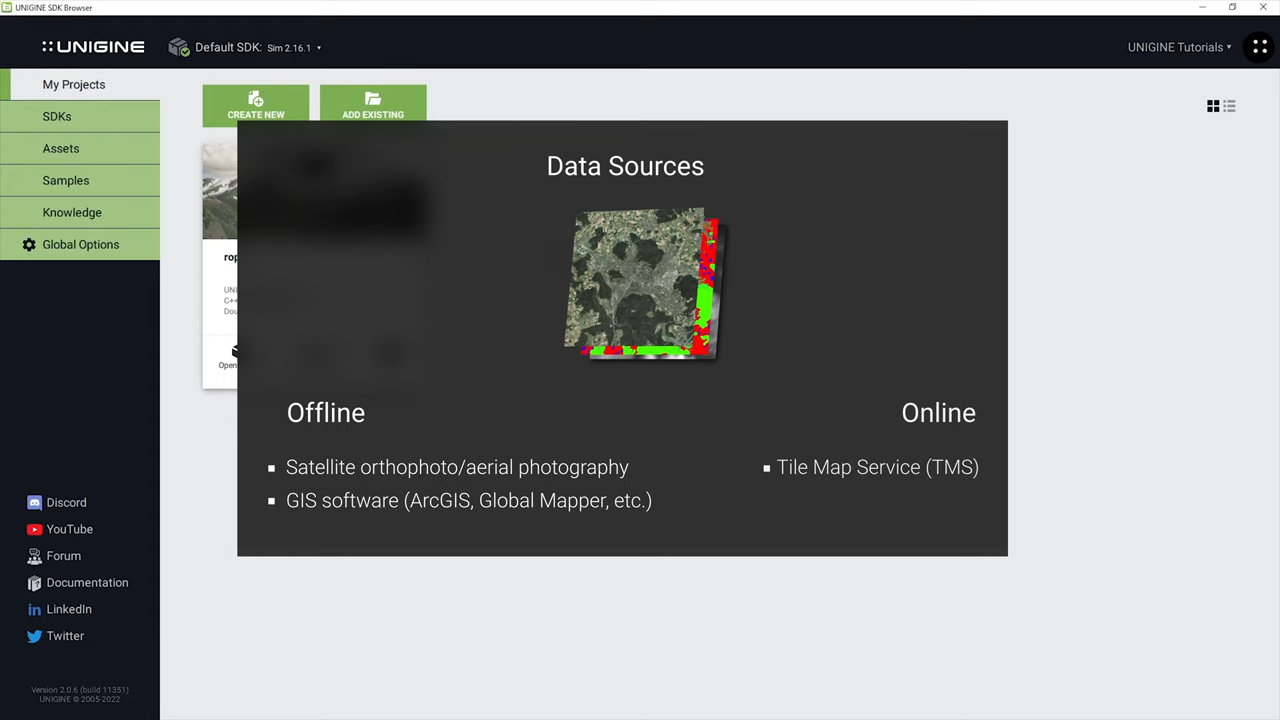 UNIGINE SDK Browser
UNIGINE
Default SDK: Sim 2.16.1
UNIGINE Tutorials
My Projects
SDKs
Assets
Samples
Knowledge
Global Options
CREATE NEW
ADD EXISTING
Data Sources
Offline
Satellite orthophoto/aerial photography
GIS software (ArcGIS, Global Mapper, etc.)
Online
Tile Map Service (TMS)
Open
Discord
YouTube
Forum
Documentation
LinkedIn
Twitter
Version 2.0.6 (build 11351)
UNIGINE © 2005-2022